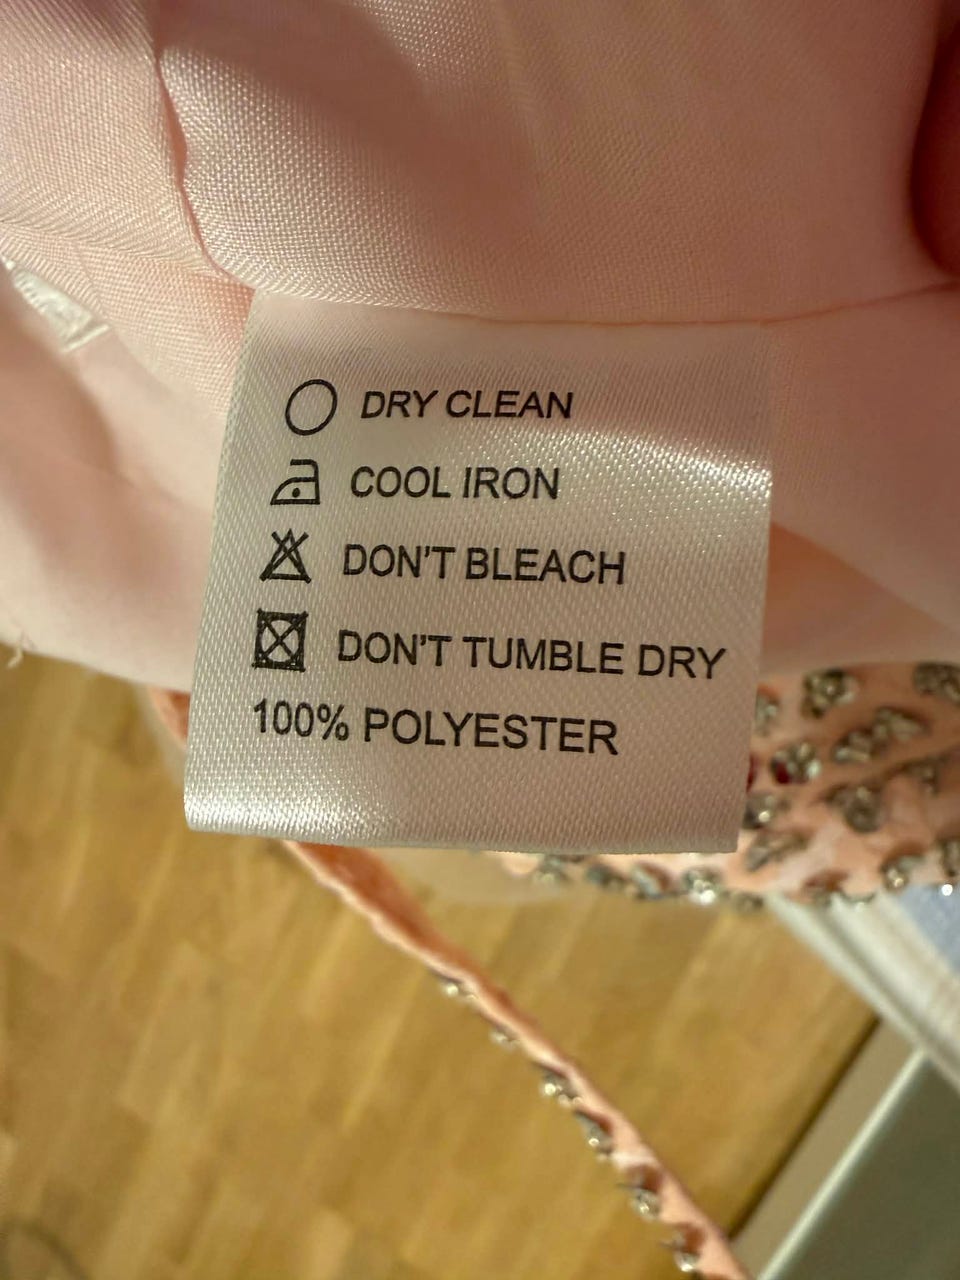 DRY CLEAN
COOL IRON
DON'T BLEACH
DON'T TUMBLE DRY
100% POLYESTER